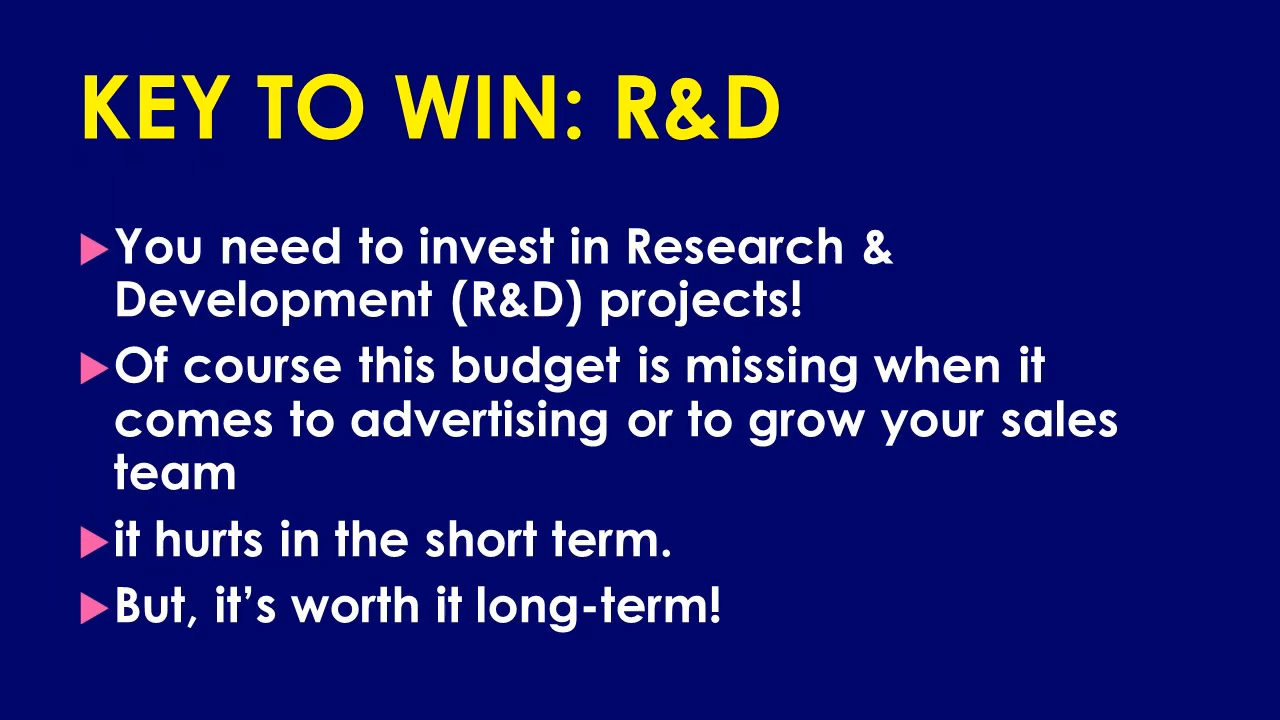 KEY TO WIN: R&D
You need to invest in Research &
Development (R&D) projects!
Of course this budget is missing when it
comes to advertising or to grow your sales
team
it hurts in the short term.
But, it’s worth it long-term!